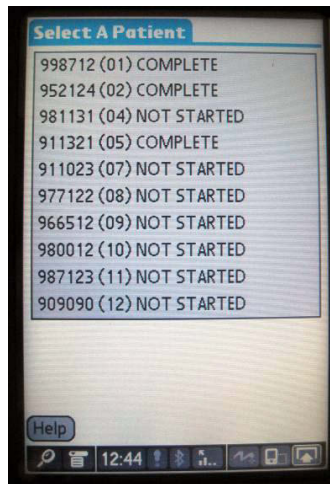 Select A Patient
998712 (01) COMPLETE
952124 (02) COMPLETE
981131 (04) NOT STARTED
911321 (05) COMPLETE
911023 (07) NOT STARTED
977122 (08) NOT STARTED
966512 (09) NOT STARTED
980012 (10) NOT STARTED
987123 (11) NOT STARTED
909090 (12) NOT STARTED
Help
12:44